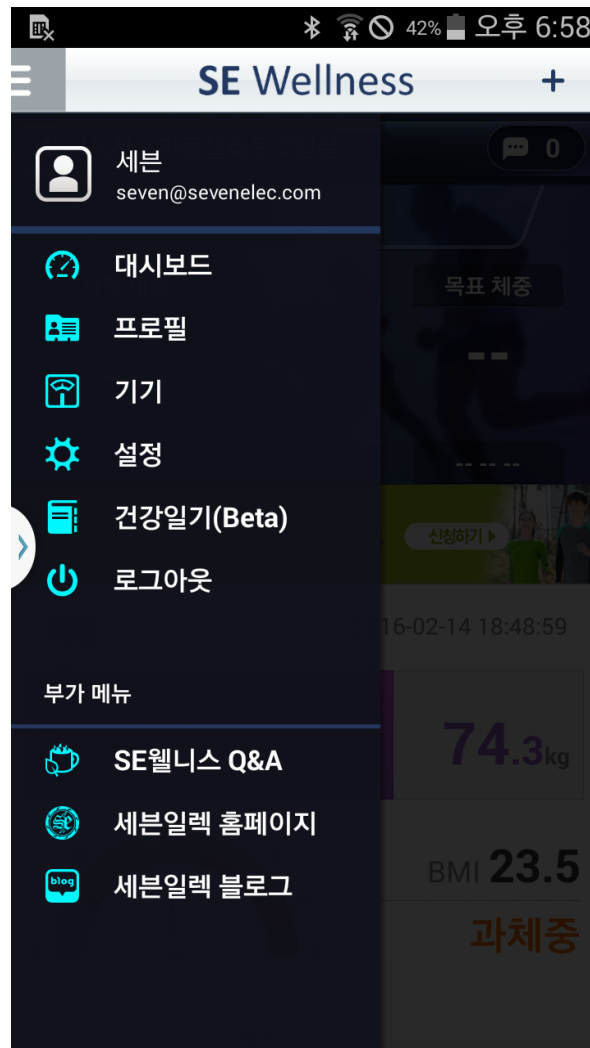 42% 오후 6:58
SE Wellness +
세븐
seven@sevenelec.com
0
대시보드
목표 체중
프로필
--
기기
설정
-- -- --
건강일기(Beta)
신청하기
로그아웃
16-02-14 18:48:59
부가 메뉴
74.3kg
SE웰니스 Q&A
세븐일렉 홈페이지
BMI 23.5
blog 세븐일렉 블로그
과체중